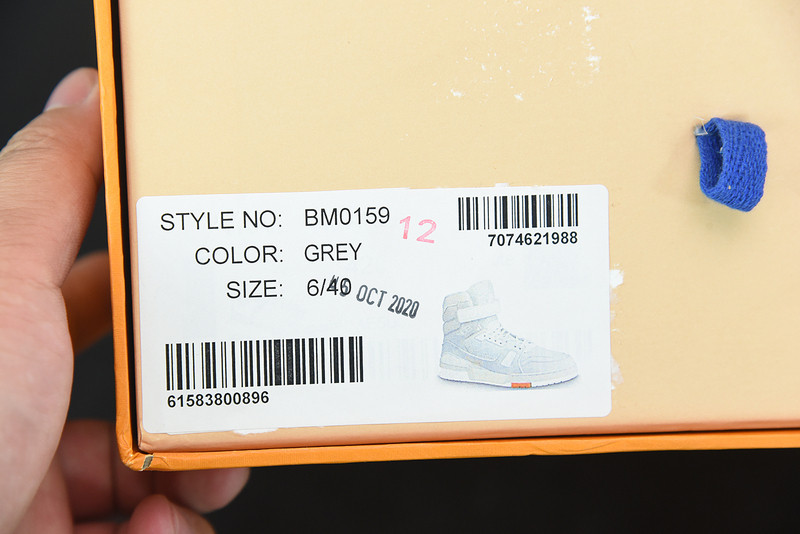 STYLE NO: BM0159
12
7074621988
COLOR: GREY
SIZE: 6/40
OCT 2020
61583800896